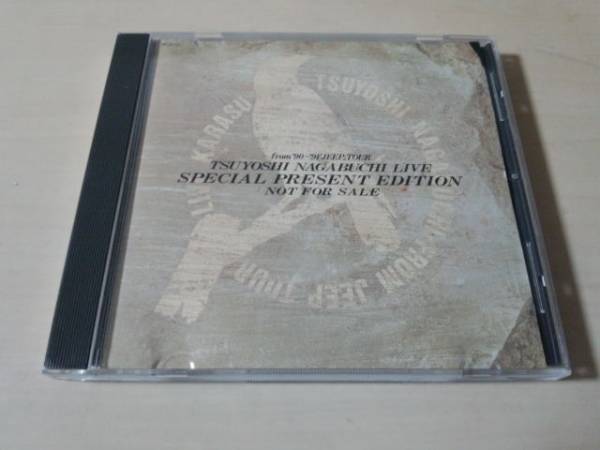 from '90-'91 JEEP. TOUR
TSUYOSHI NAGABUCHI LIVE
SPECIAL PRESENT EDITION
NOT FOR SALE
KARASU
TSUYOSHI
FROM JEEP TOUR